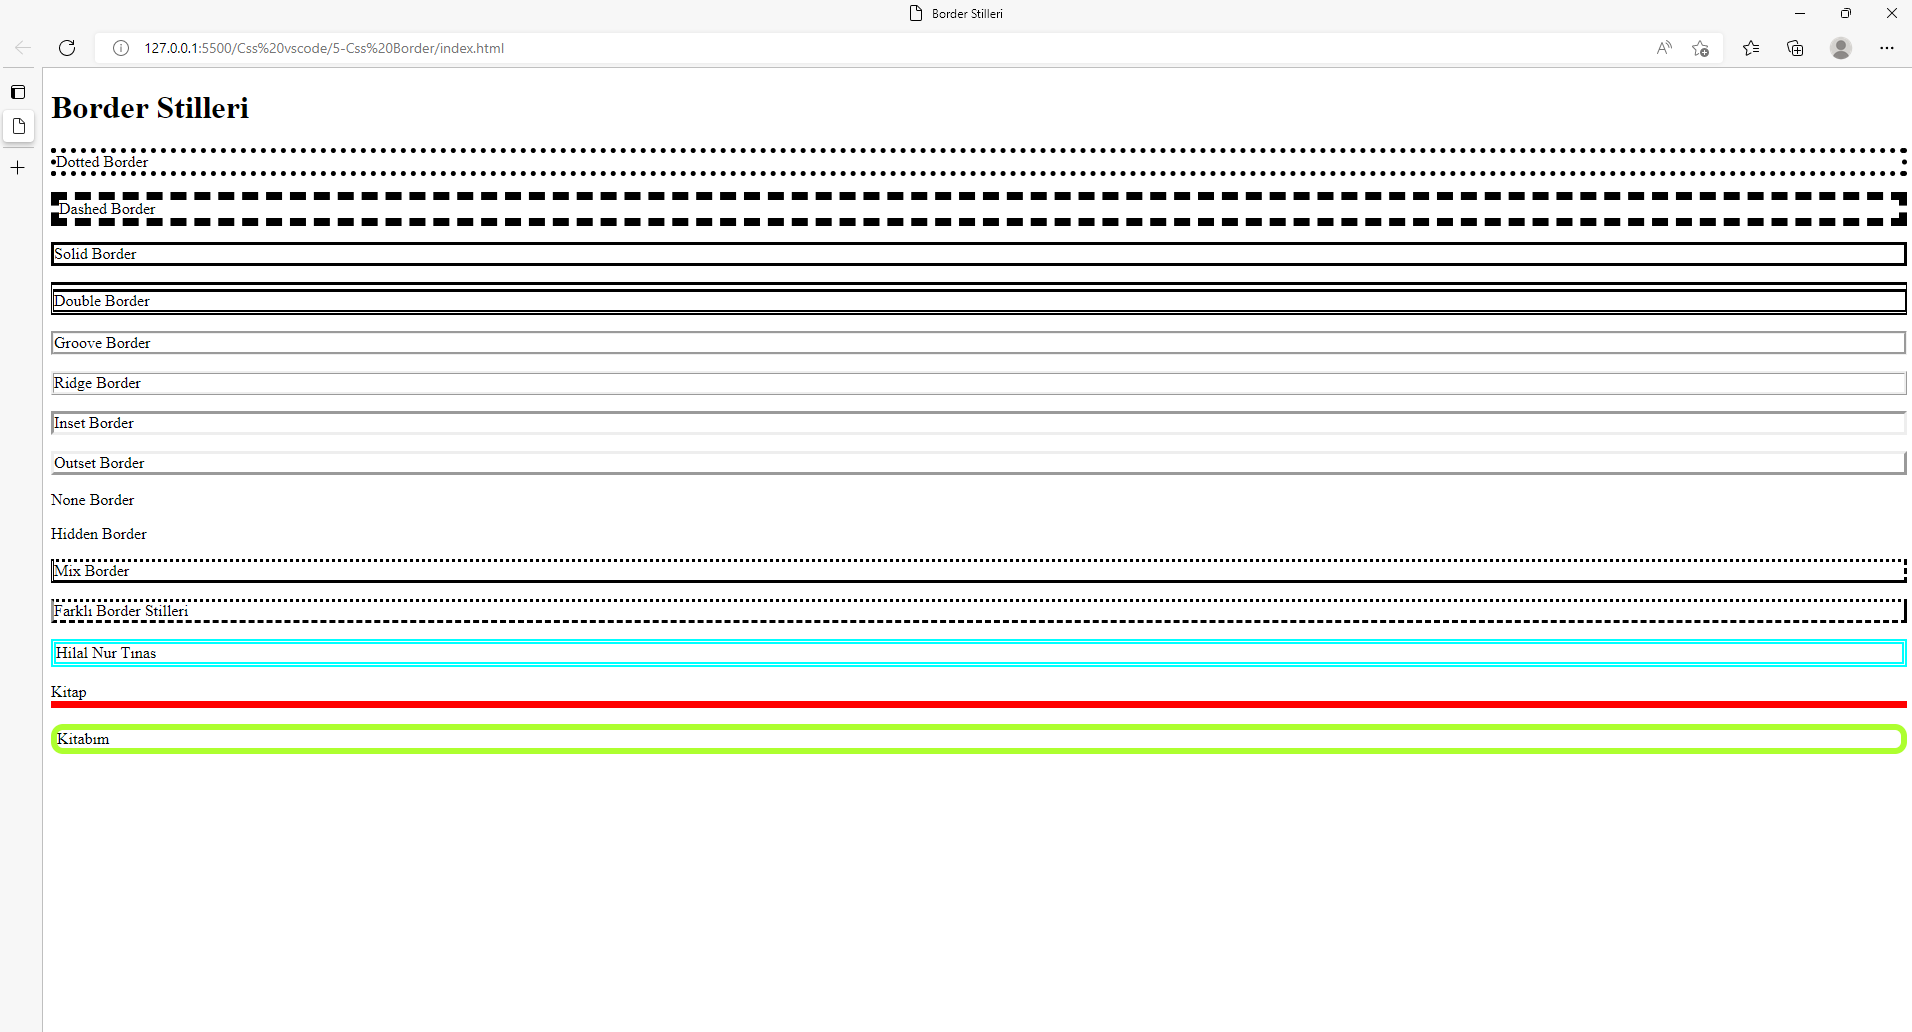 Border Stilleri
127.0.0.1:5500/Css%20vscode/5-Css%20Border/index.html
Border Stilleri
Dotted Border
Dashed Border
Solid Border
Double Border
Groove Border
Ridge Border
Inset Border
Outset Border
None Border
Hidden Border
Mix Border
Farklı Border Stilleri
Hilal Nur Tınas
Kitap
Kitabım